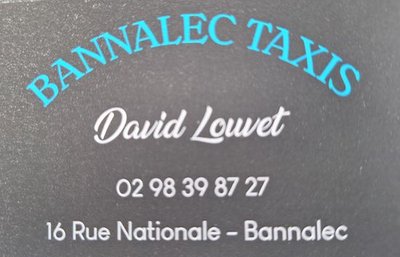 BANNALEC TAXIS
David Louvet
02 98 39 87 27
16 Rue Nationale - Bannalec